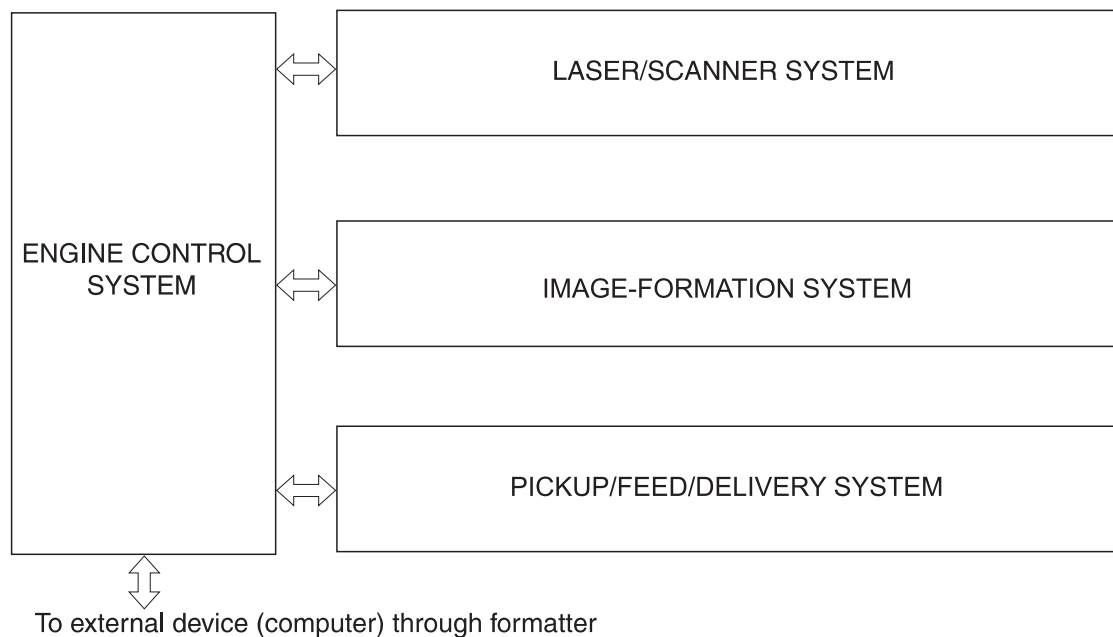 LASER/SCANNER SYSTEM
ENGINE CONTROL
SYSTEM
IMAGE-FORMATION SYSTEM
PICKUP/FEED/DELIVERY SYSTEM
To external device (computer) through formatter